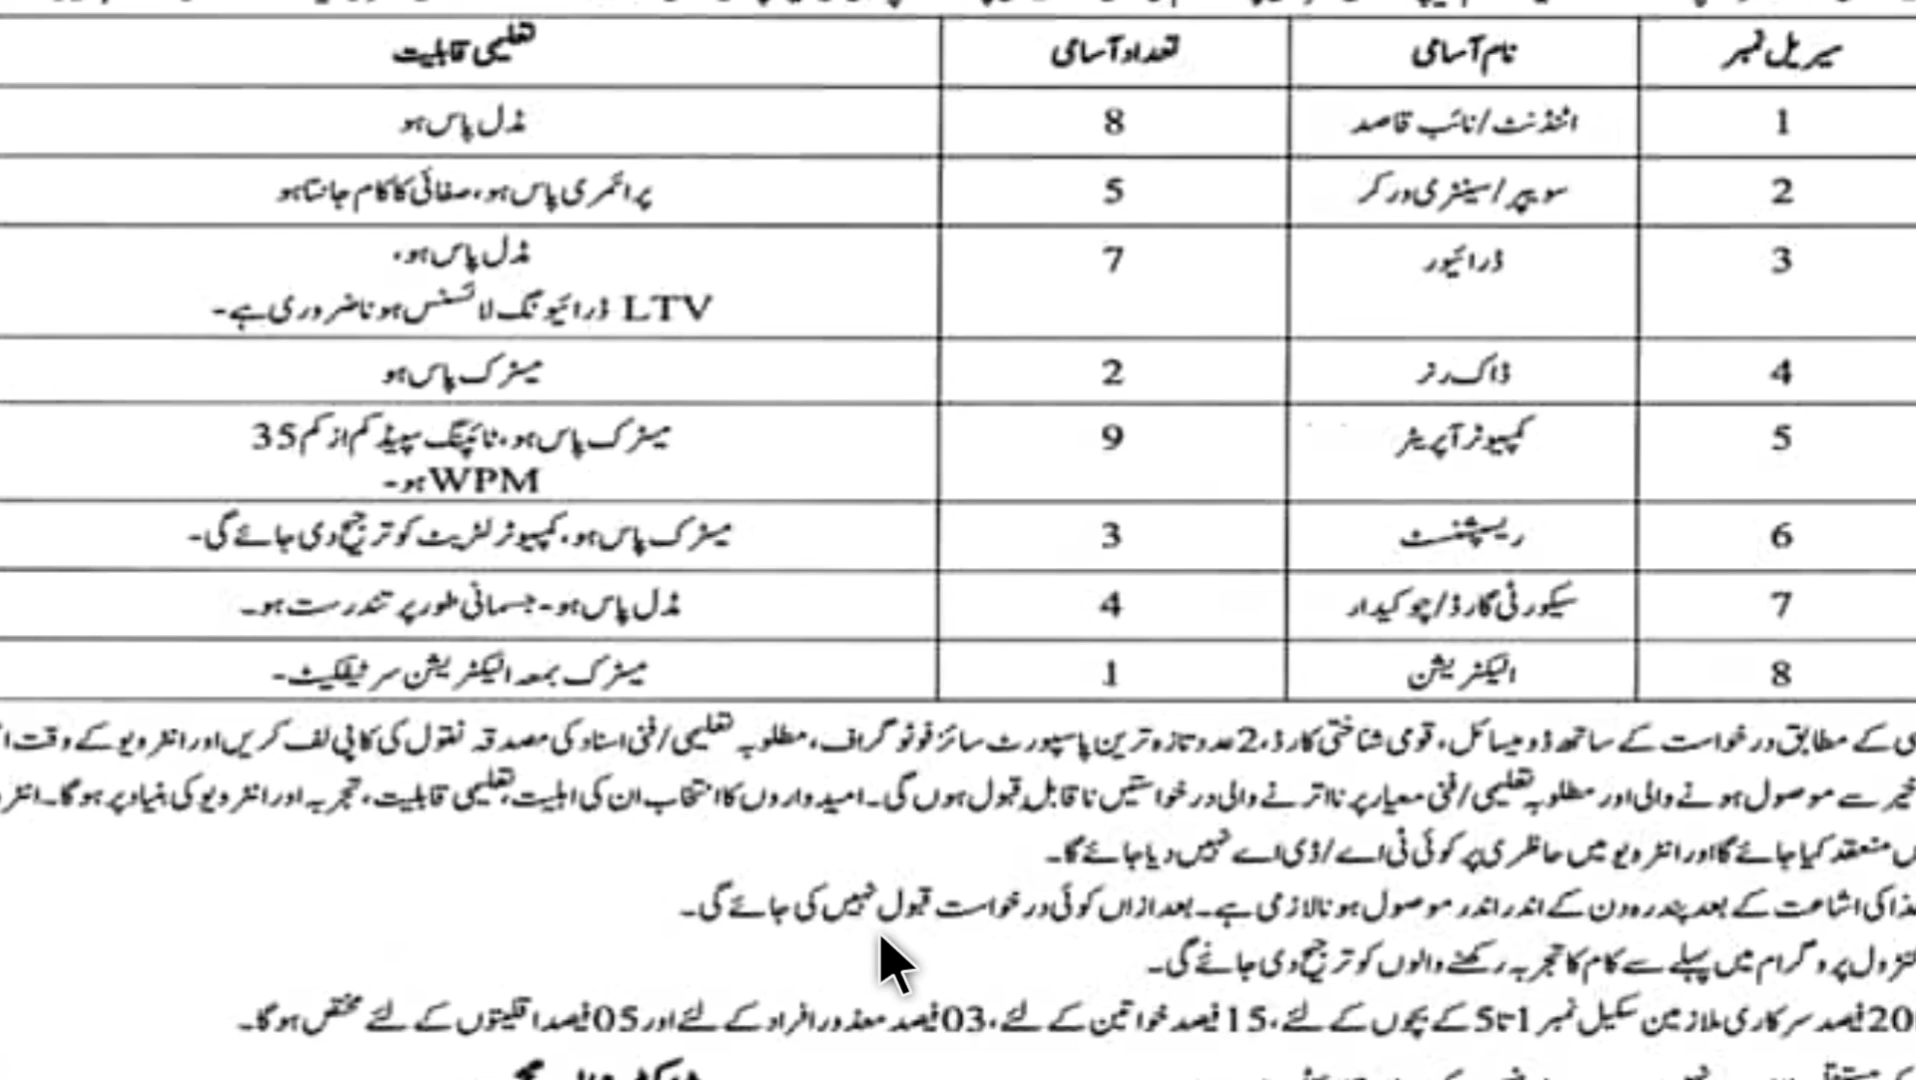 سیریل نمبر نام آسامی تعداد آسامی تعلیمی قابلیت
1 اٹنڈنٹ/نائب قاصد 8 مڈل پاس ہو
2 سویپر/سینٹری ورکر 5 پرائمری پاس ہو، صفائی کا کام جانتا ہو
3 ڈرائیور 7 مڈل پاس ہو،
LTV ڈرائیونگ لائسنس ہونا ضروری ہے۔
4 ڈاک رنر 2 میٹرک پاس ہو
5 کمپیوٹر آپریٹر 9 میٹرک پاس ہو، ٹائپنگ سپیڈ کم از کم 35
WPM ہو۔
6 ریسپشنسٹ 3 میٹرک پاس ہو، کمپیوٹر لٹریٹ کو ترجیح دی جائے گی۔
7 سیکورٹی گارڈ/چوکیدار 4 مڈل پاس ہو۔ جسمانی طور پر تندرست ہو۔
8 الیکٹریشن 1 میٹرک بمعہ الیکٹریشن سرٹیفکیٹ۔
کے مطابق درخواست کے ساتھ ڈومیسائل، قومی شناختی کارڈ، 2 عدد تازہ ترین پاسپورٹ سائز فوٹو گراف، مطلوبہ تعلیمی/فنی اسناد کی مصدقہ نقول کی کاپی لف کریں اور انٹرویو کے وقت
سے موصول ہونے والی اور مطلوبہ تعلیمی/فنی معیار پر نا اترنے والی درخواستیں ناقابل قبول ہوں گی۔ امیدواروں کا انتخاب ان کی اہلیت، تعلیمی قابلیت، تجربہ اور انٹرویو کی بنیاد پر ہوگا۔
منعقد کیا جائے گا اور انٹرویو میں حاظری پر کوئی ٹی اے/ڈی اے نہیں دیا جائے گا۔
کی اشاعت کے بعد پندرہ دن کے اندر اندر موصول ہونا لازمی ہے۔ بعد ازاں کوئی درخواست قبول نہیں کی جائے گی۔
پروگرام میں پہلے سے کام کا تجربہ رکھنے والوں کو ترجیح دی جائے گی۔
20 فیصد سرکاری ملازمین سکیل نمبر 1 تا 5 کے بچوں کے لئے، 15 فیصد خواتین کے لئے، 03 فیصد معذور افراد کے لئے اور 05 فیصد اقلیتوں کے لئے مختص ہوگا۔